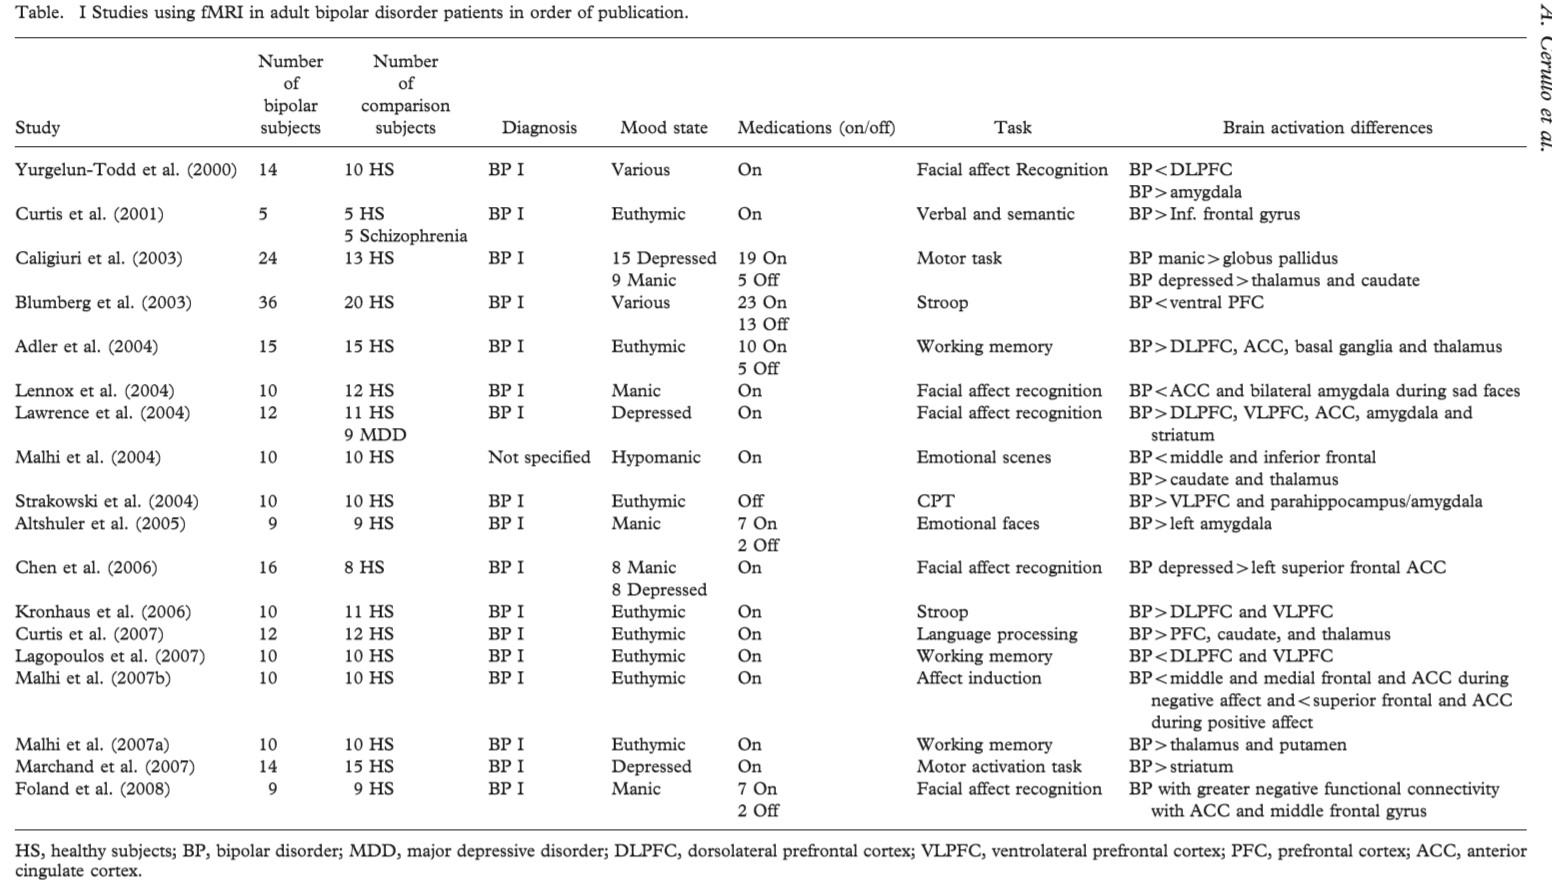 Table. I Studies using fMRI in adult bipolar disorder patients in order of publication.
A. Cerullo et al.
Study
Number of bipolar subjects
Number of comparison subjects
Diagnosis
Mood state
Medications (on/off)
Task
Brain activation differences
Yurgelun-Todd et al. (2000) 14 10 HS BP I Various On Facial affect Recognition BP<DLPFC
BP>amygdala
Curtis et al. (2001) 5 5 HS BP I Euthymic On Verbal and semantic BP>Inf. frontal gyrus
5 Schizophrenia
Caligiuri et al. (2003) 24 13 HS BP I 15 Depressed 19 On Motor task BP manic>globus pallidus
9 Manic 5 Off BP depressed>thalamus and caudate
Blumberg et al. (2003) 36 20 HS BP I Various 23 On Stroop BP<ventral PFC
13 Off
Adler et al. (2004) 15 15 HS BP I Euthymic 10 On Working memory BP>DLPFC, ACC, basal ganglia and thalamus
5 Off
Lennox et al. (2004) 10 12 HS BP I Manic On Facial affect recognition BP<ACC and bilateral amygdala during sad faces
Lawrence et al. (2004) 12 11 HS BP I Depressed On Facial affect recognition BP>DLPFC, VLPFC, ACC, amygdala and
9 MDD striatum
Malhi et al. (2004) 10 10 HS Not specified Hypomanic On Emotional scenes BP<middle and inferior frontal
BP>caudate and thalamus
Strakowski et al. (2004) 10 10 HS BP I Euthymic Off CPT BP>VLPFC and parahippocampus/amygdala
Altshuler et al. (2005) 9 9 HS BP I Manic 7 On Emotional faces BP>left amygdala
2 Off
Chen et al. (2006) 16 8 HS BP I 8 Manic On Facial affect recognition BP depressed>left superior frontal ACC
8 Depressed
Kronhaus et al. (2006) 10 11 HS BP I Euthymic On Stroop BP>DLPFC and VLPFC
Curtis et al. (2007) 12 12 HS BP I Euthymic On Language processing BP>PFC, caudate, and thalamus
Lagopoulos et al. (2007) 10 10 HS BP I Euthymic On Working memory BP<DLPFC and VLPFC
Malhi et al. (2007b) 10 10 HS BP I Euthymic On Affect induction BP<middle and medial frontal and ACC during
negative affect and<superior frontal and ACC
during positive affect
Malhi et al. (2007a) 10 10 HS BP I Euthymic On Working memory BP>thalamus and putamen
Marchand et al. (2007) 14 15 HS BP I Depressed On Motor activation task BP>striatum
Foland et al. (2008) 9 9 HS BP I Manic 7 On Facial affect recognition BP with greater negative functional connectivity
2 Off with ACC and middle frontal gyrus
HS, healthy subjects; BP, bipolar disorder; MDD, major depressive disorder; DLPFC, dorsolateral prefrontal cortex; VLPFC, ventrolateral prefrontal cortex; PFC, prefrontal cortex; ACC, anterior
cingulate cortex.